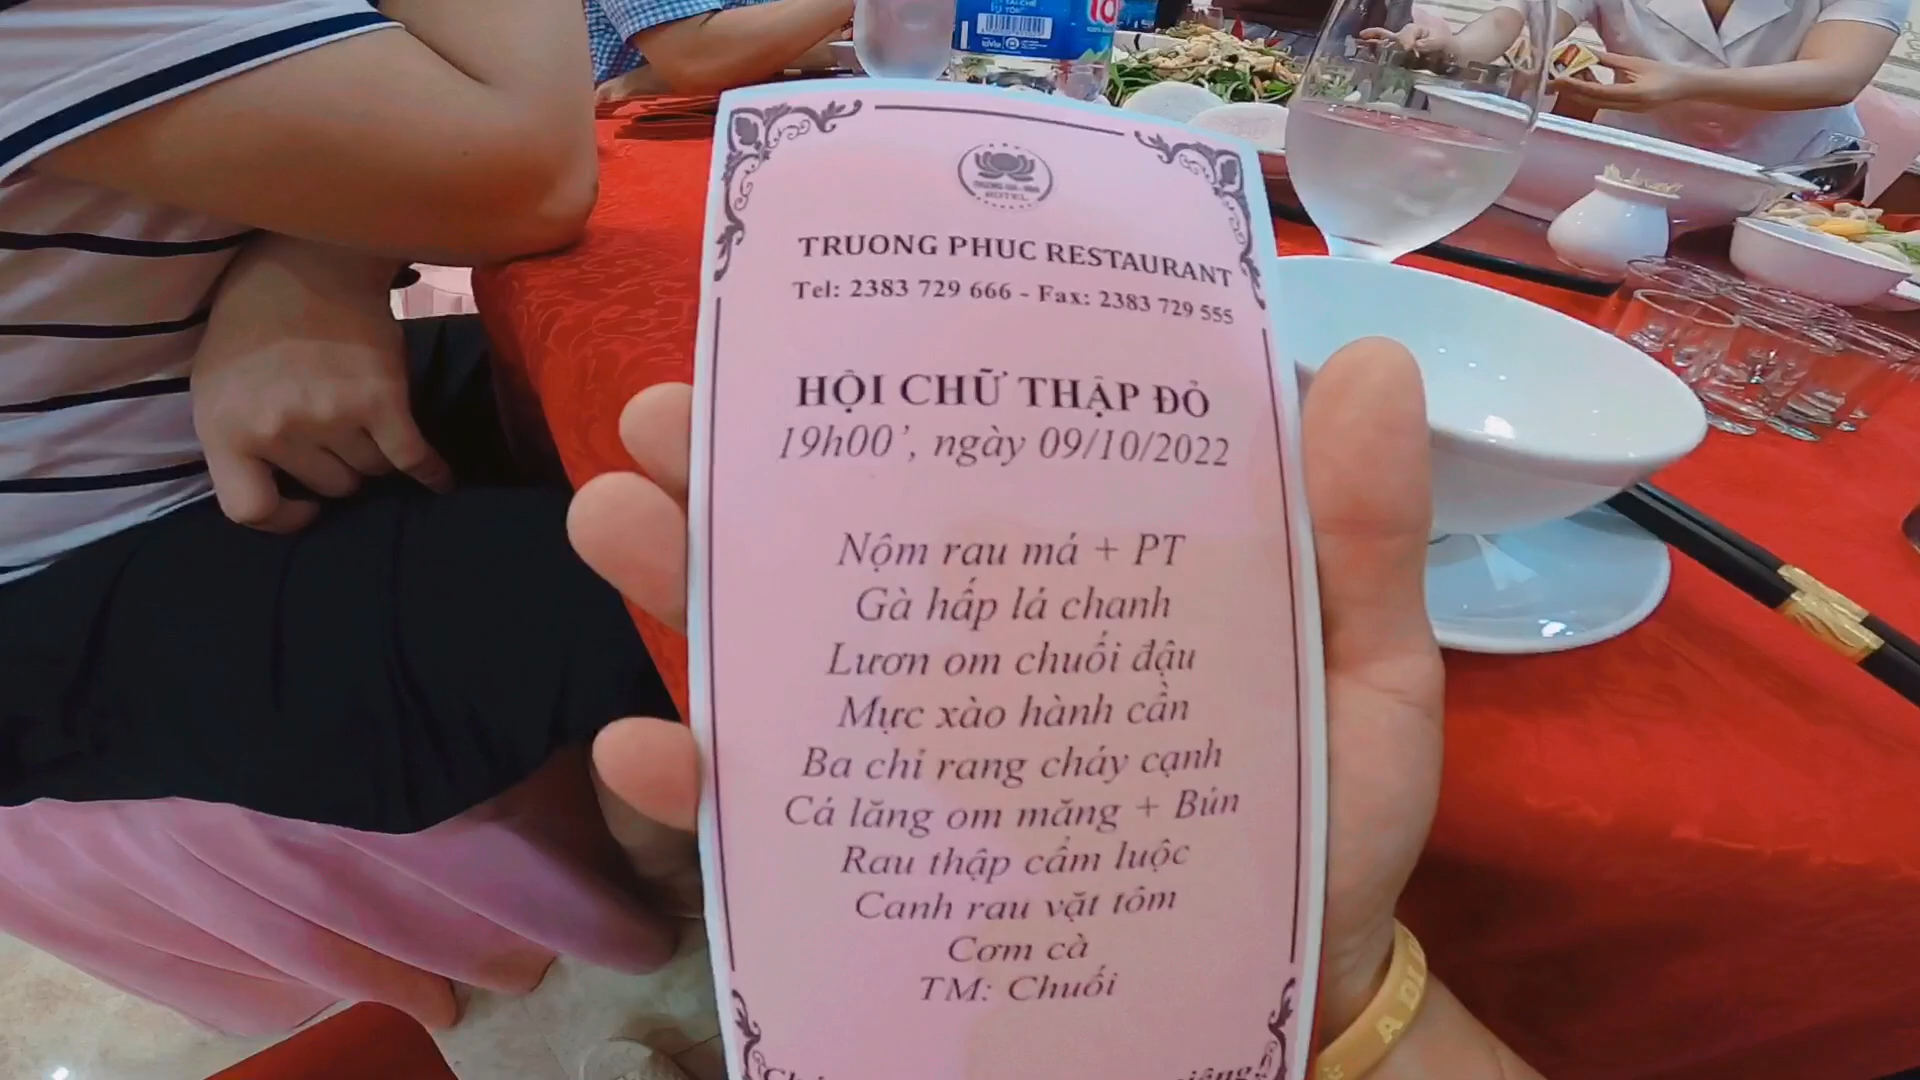 HOTEL
TRUONG PHUC RESTAURANT
Tel: 2383 729 666 - Fax: 2383 729 555
HỘI CHỮ THẬP ĐỎ
19h00’, ngày 09/10/2022
Nộm rau má + PT
Gà hấp lá chanh
Lươn om chuối đậu
Mực xào hành cần
Ba chỉ rang cháy cạnh
Cá lăng om măng + Bún
Rau thập cẩm luộc
Canh rau vặt tôm
Cơm cà
TM: Chuối